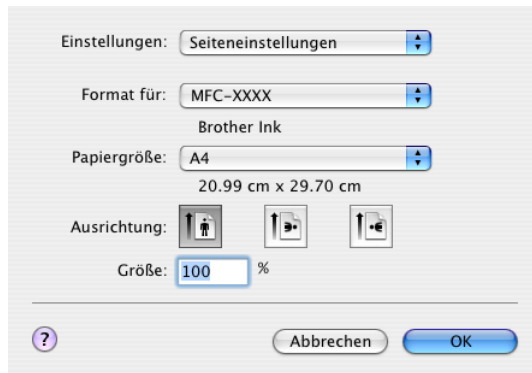 Einstellungen: Seiteneinstellungen
Format für: MFC-XXXX
Brother Ink
Papiergröße: A4
20.99 cm x 29.70 cm
Ausrichtung:
Größe: 100 %
? Abbrechen OK